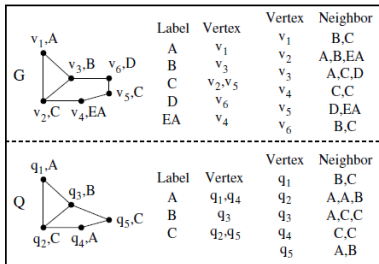 v1,A
G
v3,B
v6,D
v5,C
v2,C
v4,EA
Label Vertex
A v1
B v3
C v2,v5
D v6
EA v4
Vertex Neighbor
v1 B,C
v2 A,B,EA
v3 A,C,D
v4 C,C
v5 D,EA
v6 B,C
q1,A
Q
q3,B
q5,C
q2,C
q4,A
Label Vertex
A q1,q4
B q3
C q2,q5
Vertex Neighbor
q1 B,C
q2 A,A,B
q3 A,C,C
q4 C,C
q5 A,B